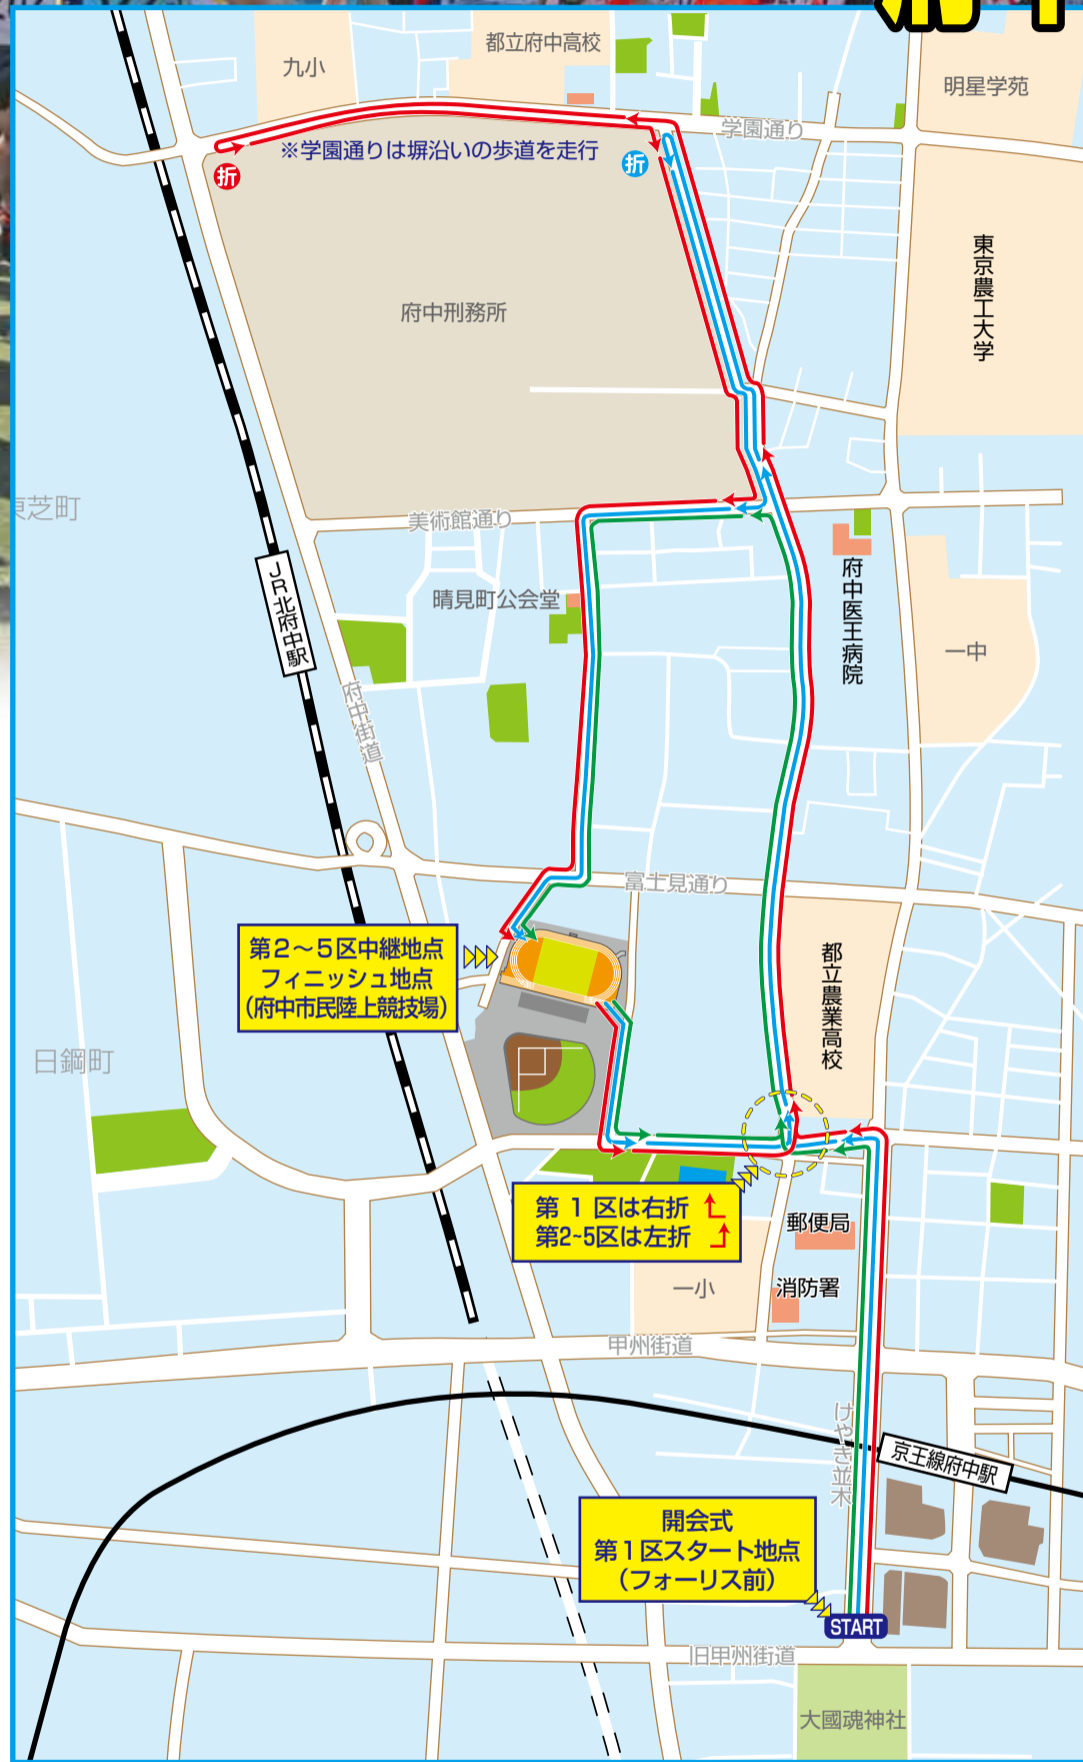 都立府中高校
九小
明星学苑
学園通り
※学園通りは塀沿いの歩道を走行
折
折
東京農工大学
府中刑務所
東芝町
美術館通り
JR北府中駅
晴見町公会堂
府中医王病院
一中
府中街道
富士見通り
第2～5区中継地点
フィニッシュ地点
(府中市民陸上競技場)
都立農業高校
日鋼町
第1区は右折
第2-5区は左折
郵便局
一小
消防署
甲州街道
けやき並木
京王線府中駅
開会式
第1区スタート地点
(フォーリス前)
START
旧甲州街道
大國魂神社